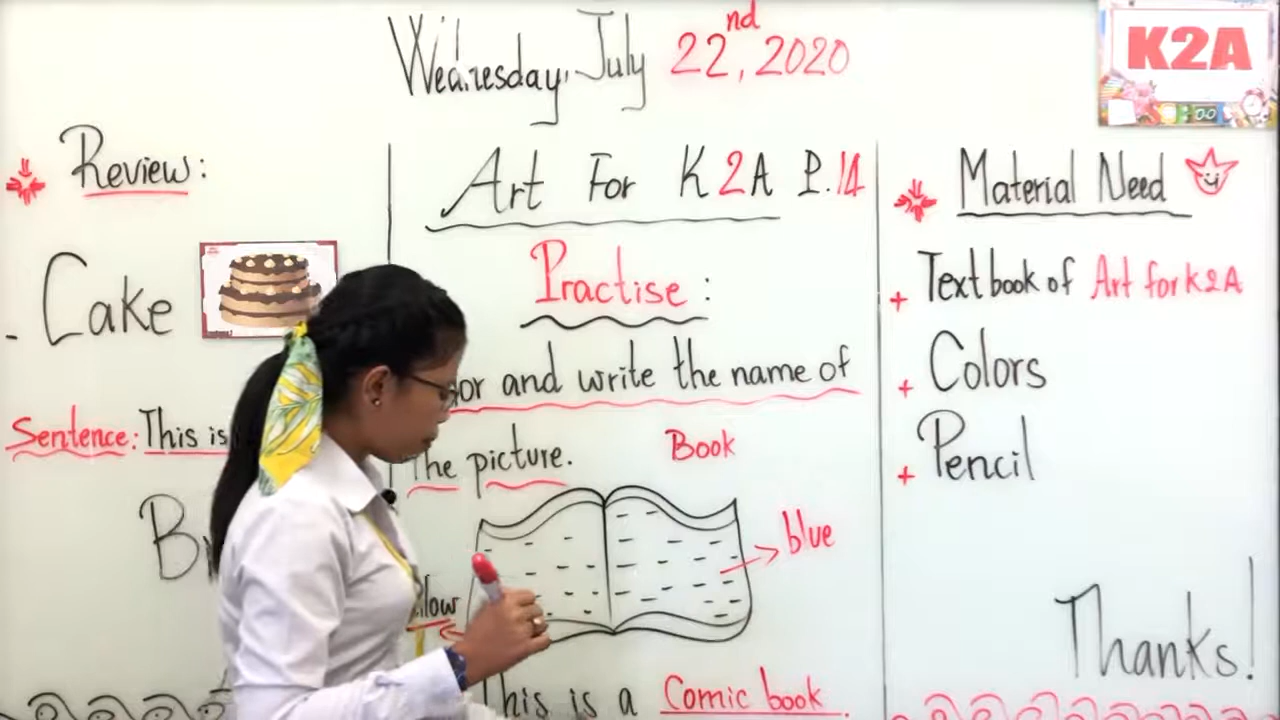 Wednesday, July 22nd, 2020
K2A
Review:
- Cake
Sentence: This is
Art For K2A P.14
Practise:
and write the name of
The picture.
Book
blue
This is a Comic book.
Material Need
+ Textbook of Art for K2A
+ Colors
+ Pencil
Thanks!